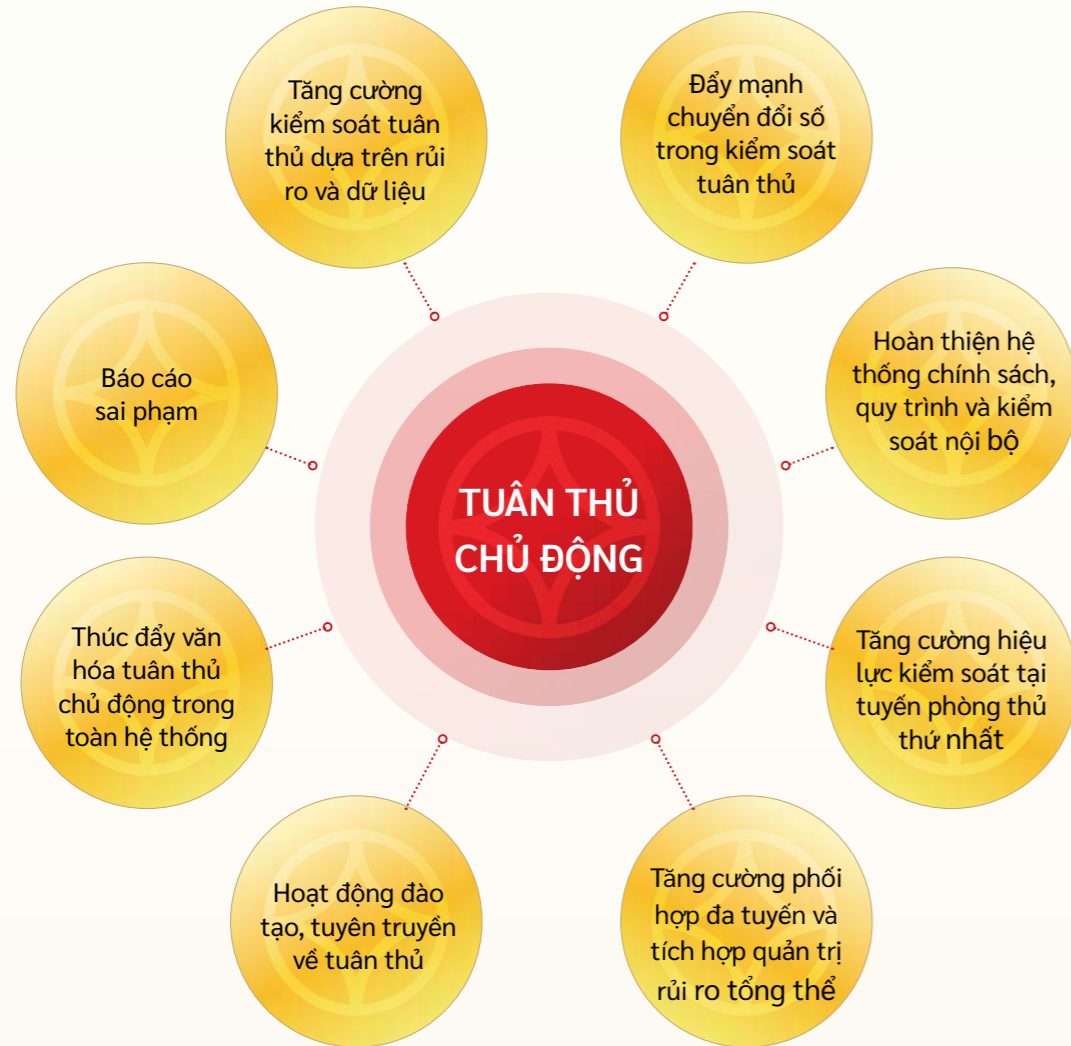 Tăng cường
kiểm soát tuân
thủ dựa trên rủi
ro và dữ liệu
Đẩy mạnh
chuyển đổi số
trong kiểm soát
tuân thủ
Báo cáo
sai phạm
Hoàn thiện hệ
thống chính sách,
quy trình và kiểm
soát nội bộ
TUÂN THỦ
CHỦ ĐỘNG
Thúc đẩy văn
hóa tuân thủ
chủ động trong
toàn hệ thống
Tăng cường hiệu
lực kiểm soát tại
tuyến phòng thủ
thứ nhất
Hoạt động đào
tạo, tuyên truyền
về tuân thủ
Tăng cường phối
hợp đa tuyến và
tích hợp quản trị
rủi ro tổng thể